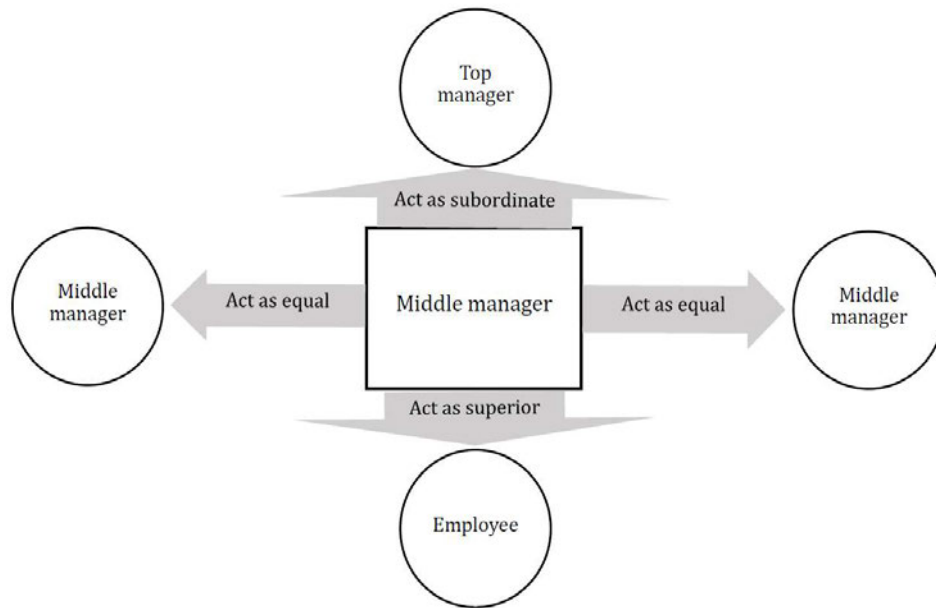 Top
manager
Act as subordinate
Middle
manager
Act as equal
Middle manager
Act as equal
Middle
manager
Act as superior
Employee